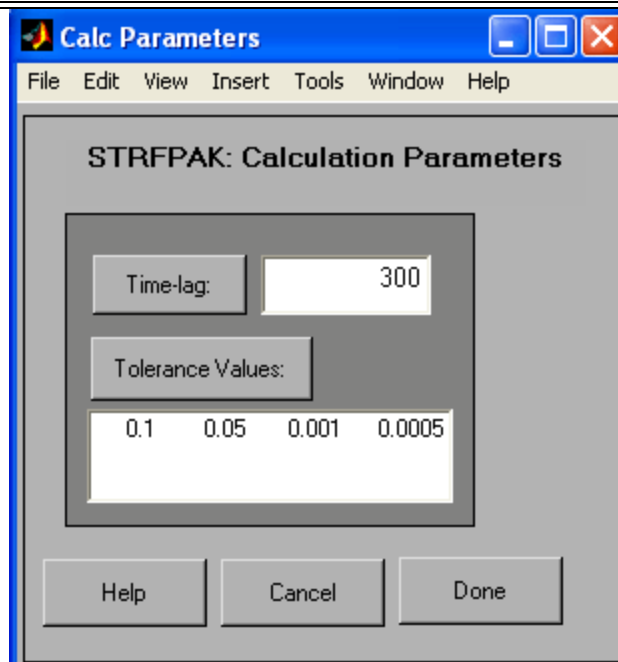 Calc Parameters
File Edit View Insert Tools Window Help
STRFPAK: Calculation Parameters
Time-lag: 300
Tolerance Values:
0.1 0.05 0.001 0.0005
Help Cancel Done